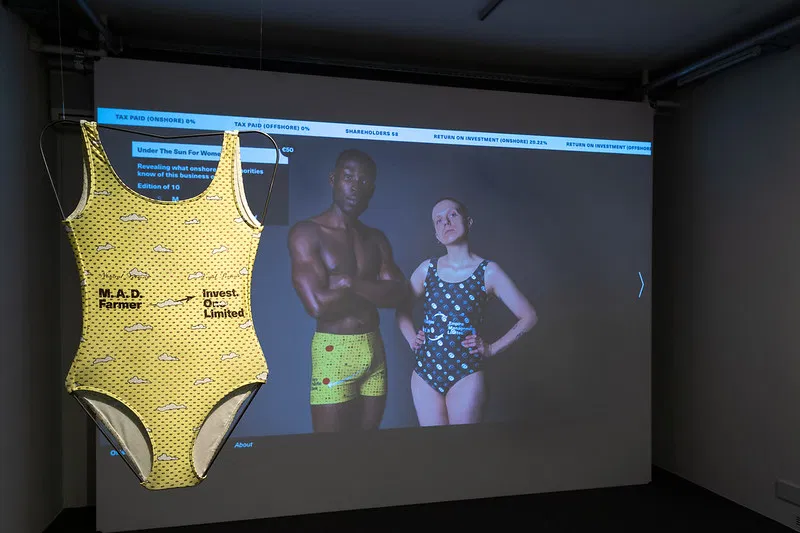 TAX PAID (ONSHORE) 0%
TAX PAID (OFFSHORE) 0%
SHAREHOLDERS 56
RETURN ON INVESTMENT (ONSHORE) 29.22%
RETURN ON INVESTMENT (OFFSHORE
Under The Sun For Wome
€50
Revealing what onshore
orities
know of this business
Edition of 10
M
M.A.D.
Farmer
Invest.
One
Limited
About